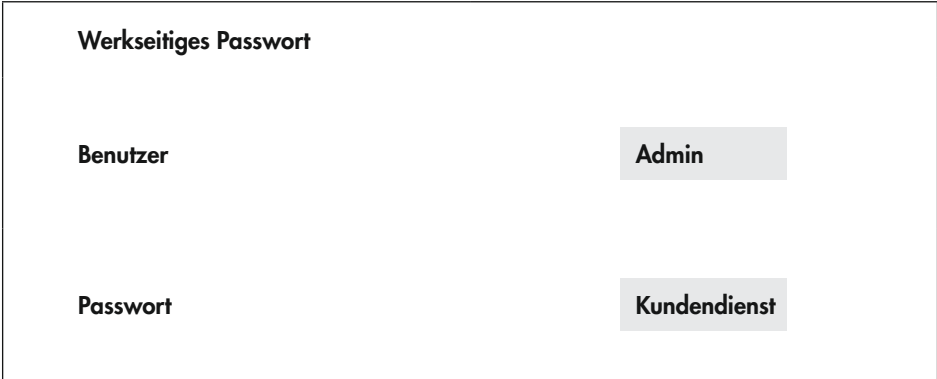 Werkseitiges Passwort
Benutzer Admin
Passwort Kundendienst